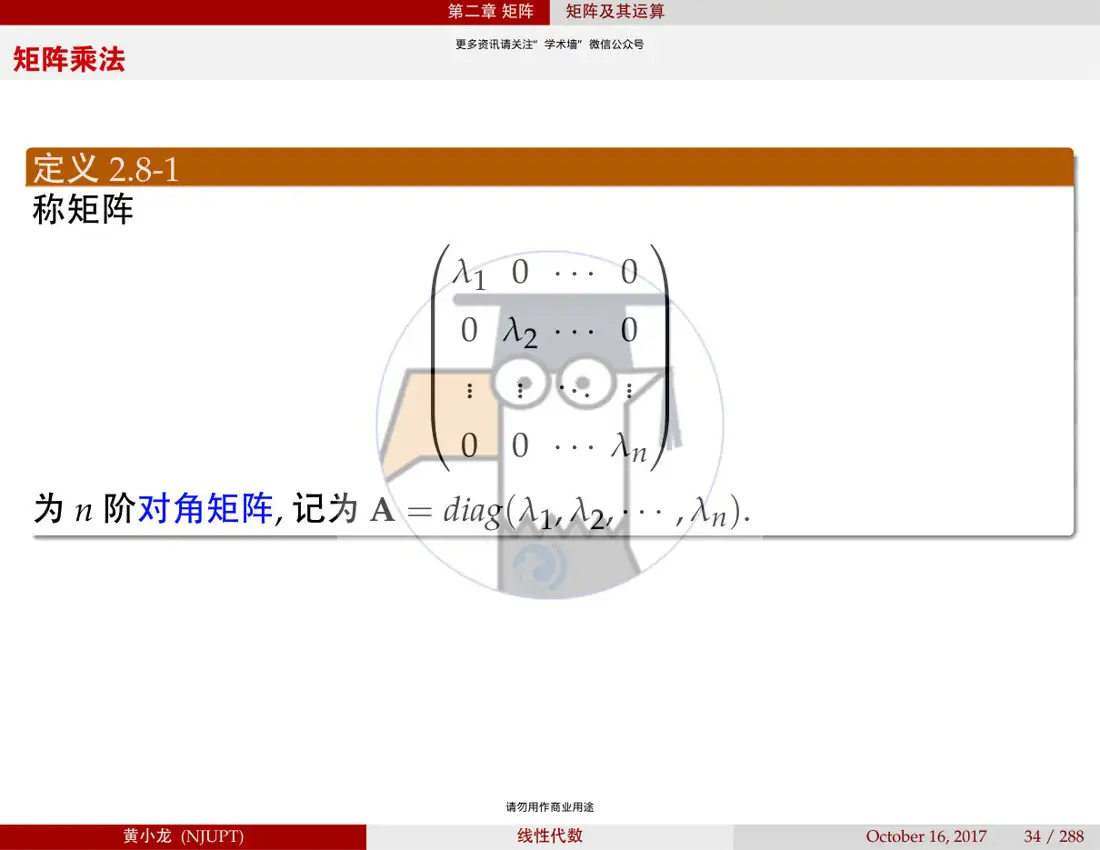 第二章 矩阵 矩阵及其运算
更多资讯请关注“学术墙”微信公众号
矩阵乘法
定义 2.8-1
称矩阵
λ₁ 0 ⋯ 0
0 λ₂ ⋯ 0
⋮ ⋮ ⋱ ⋮
0 0 ⋯ λₙ
为 n 阶对角矩阵, 记为 A = diag(λ₁, λ₂, ⋯ , λₙ).
请勿用作商业用途
黄小龙 (NJUPT) 线性代数 October 16, 2017 34 / 288